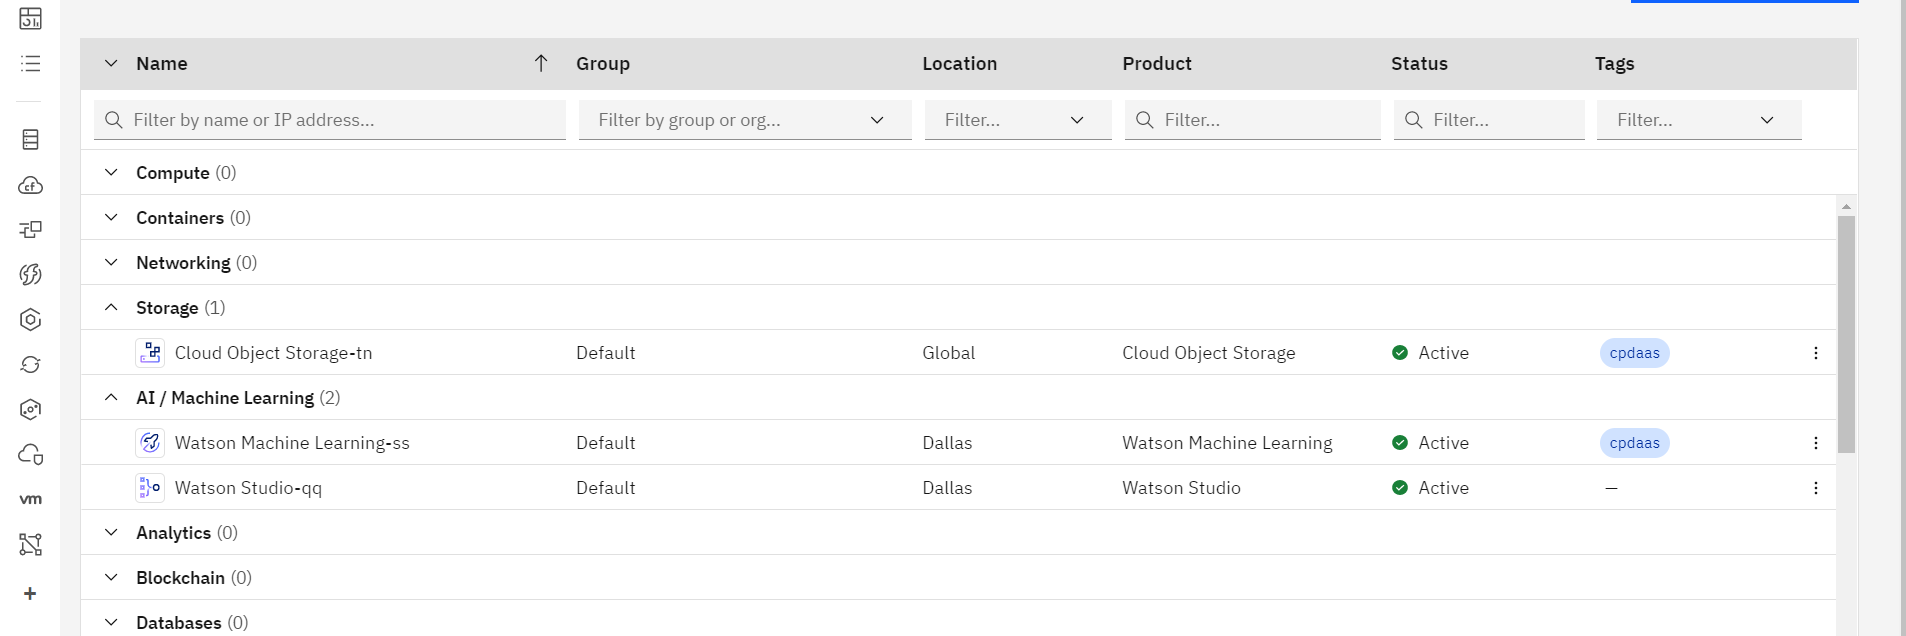 Name Group Location Product Status Tags
Filter by name or IP address... Filter by group or org... Filter... Filter... Filter... Filter...
Compute (0)
Containers (0)
Networking (0)
Storage (1)
Cloud Object Storage-tn Default Global Cloud Object Storage Active cpdaas
AI / Machine Learning (2)
Watson Machine Learning-ss Default Dallas Watson Machine Learning Active cpdaas
Watson Studio-qq Default Dallas Watson Studio Active —
Analytics (0)
Blockchain (0)
Databases (0)
cf
vm